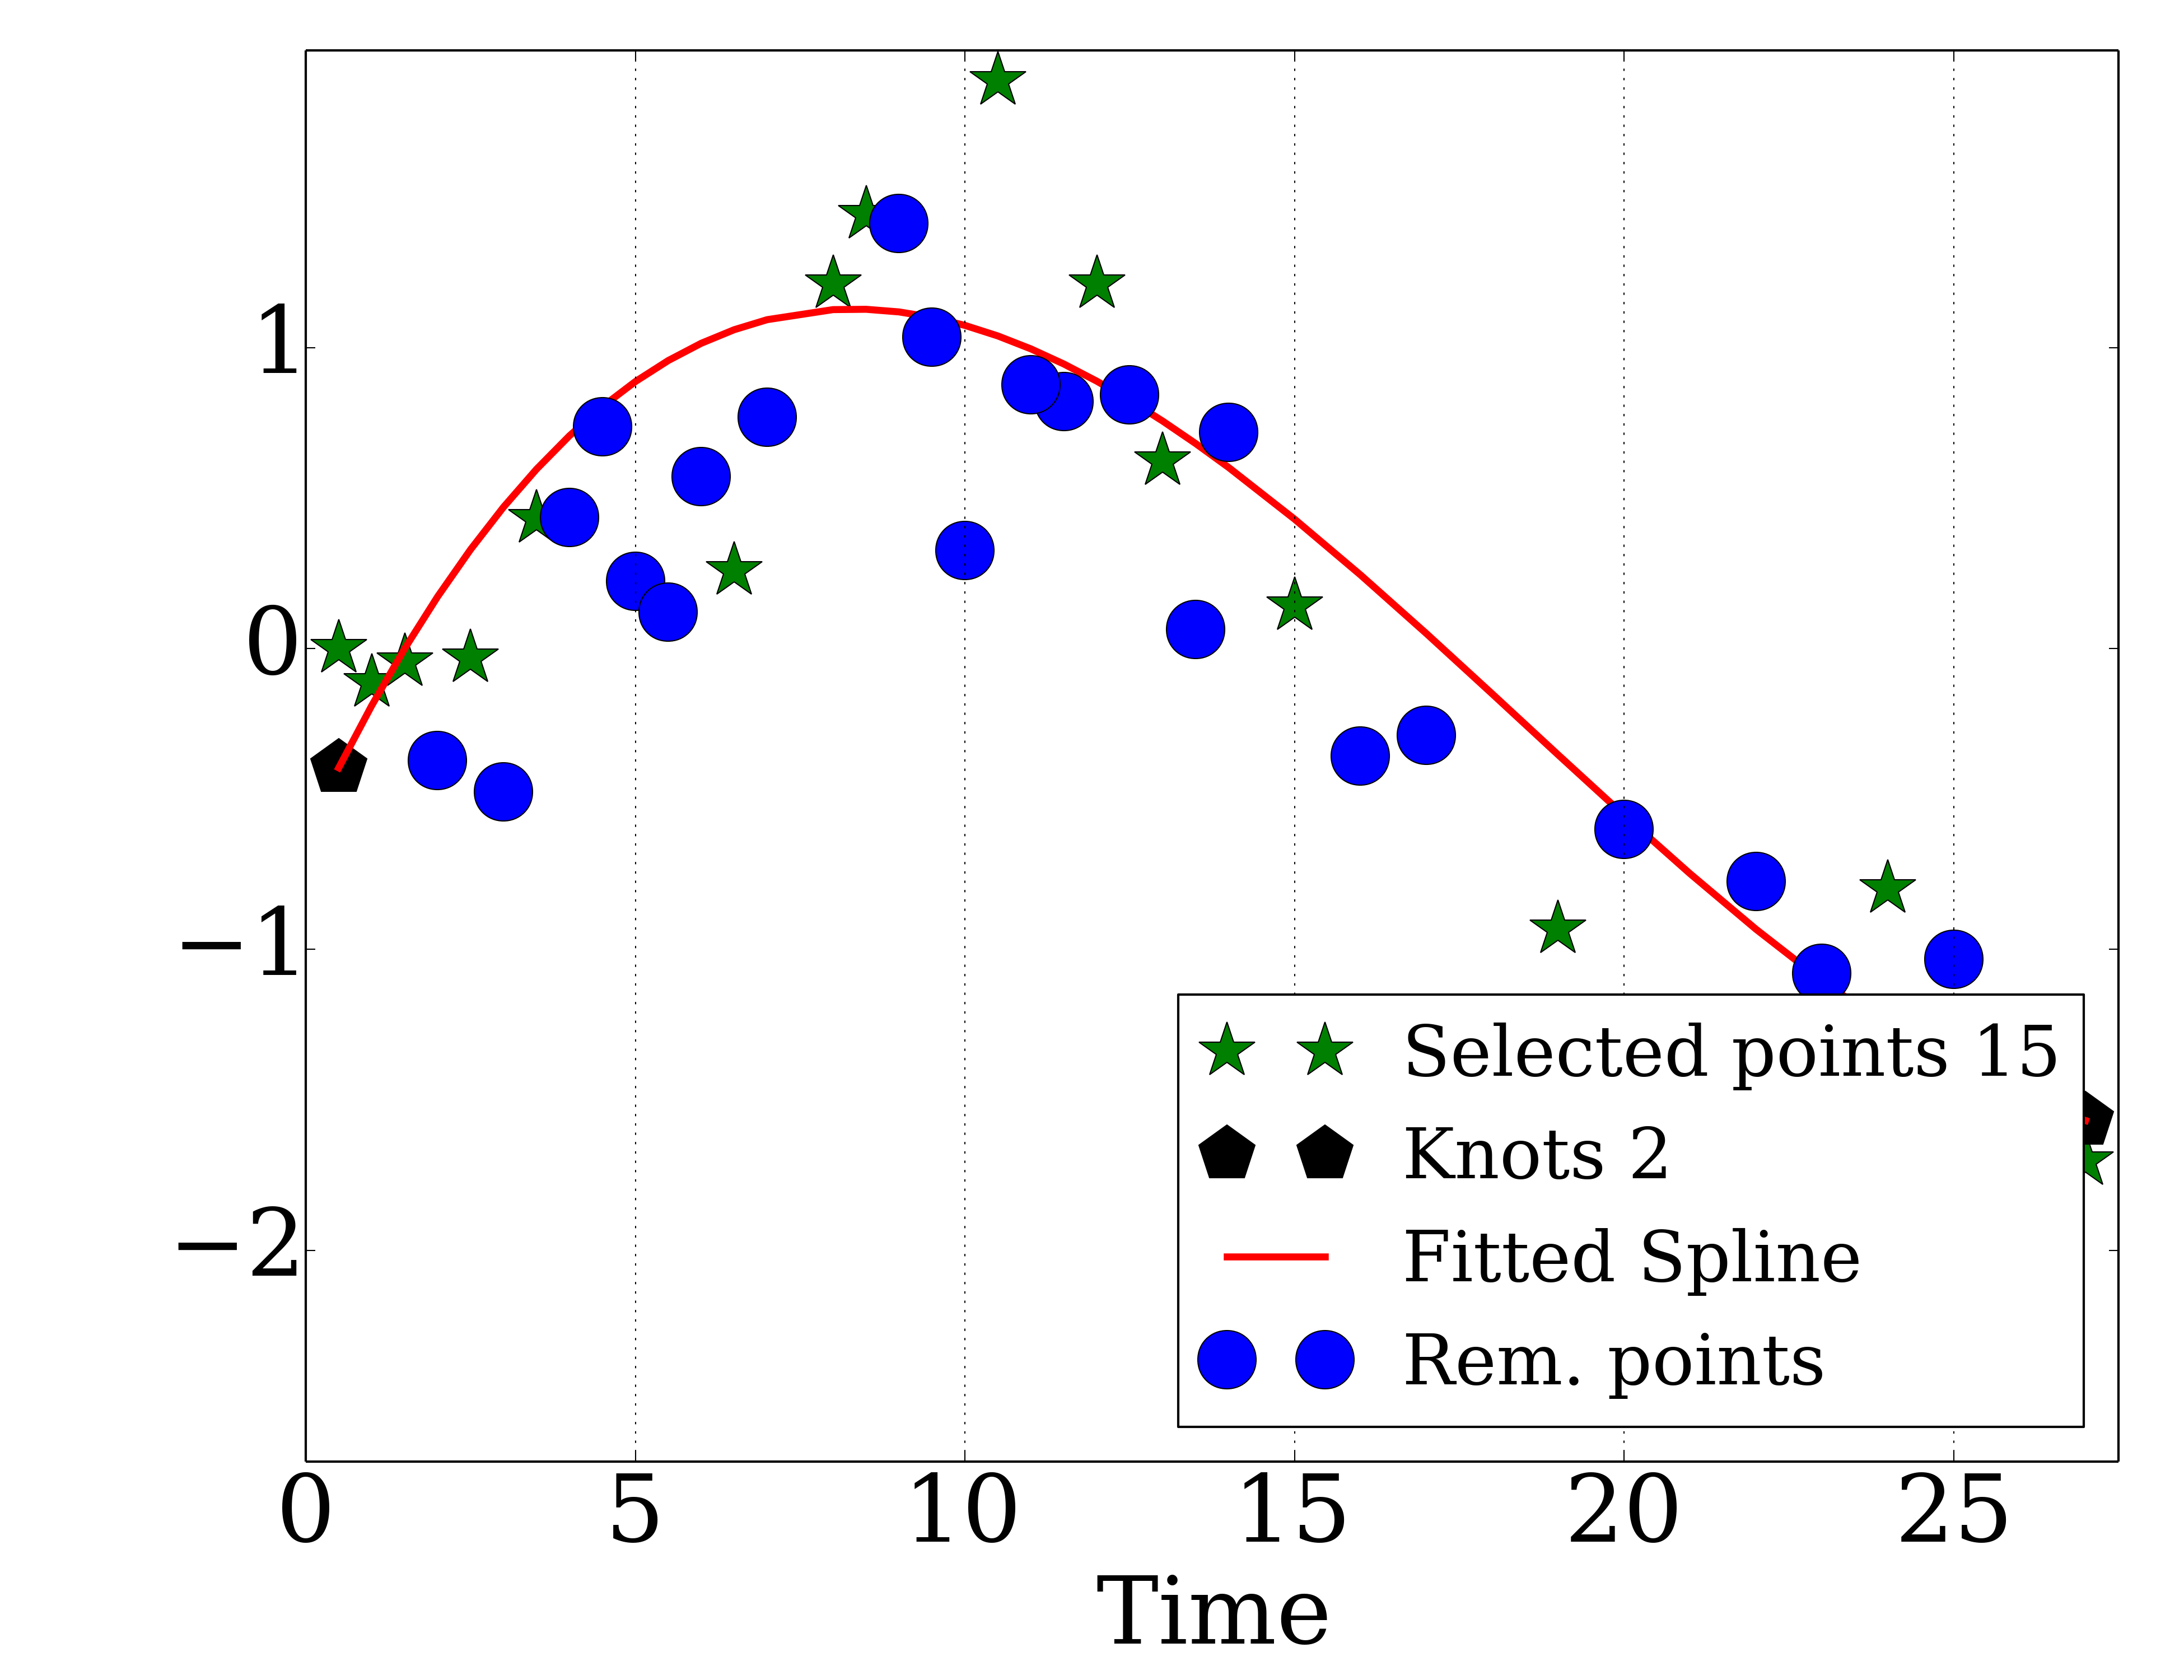 1
0
−1
−2
Selected points 15
Knots 2
Fitted Spline
Rem. points
0 5 10 15 20 25
Time